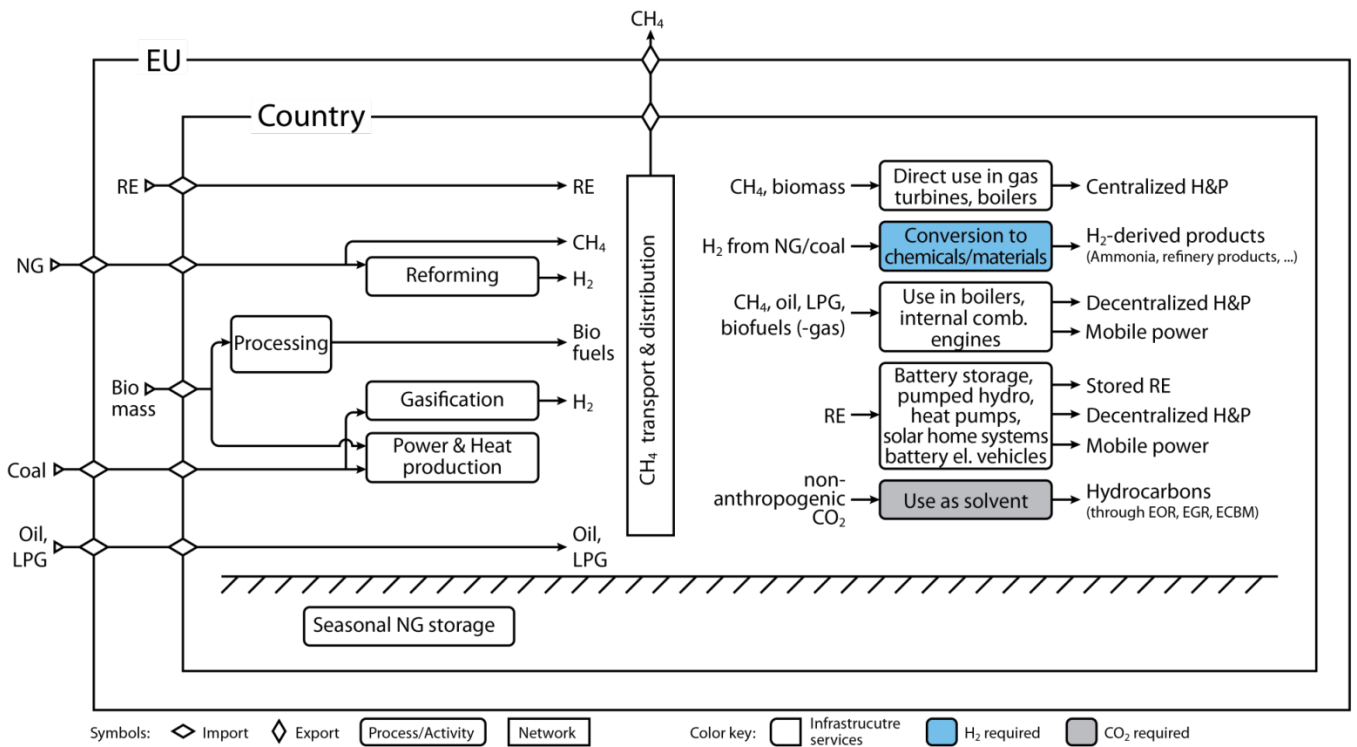 CH₄
EU
Country
RE
RE
NG
CH₄
Reforming
H₂
Processing
Bio
fuels
Bio
mass
Gasification
H₂
Power & Heat
production
Coal
Oil,
LPG
Oil,
LPG
CH₄ transport & distribution
CH₄, biomass
Direct use in gas
turbines, boilers
Centralized H&P
H₂ from NG/coal
Conversion to
chemicals/materials
H₂-derived products
(Ammonia, refinery products, ...)
CH₄, oil, LPG,
biofuels (-gas)
Use in boilers,
internal comb.
engines
Decentralized H&P
Mobile power
RE
Battery storage,
pumped hydro,
heat pumps,
solar home systems
battery el. vehicles
Stored RE
Decentralized H&P
Mobile power
non-
anthropogenic
CO₂
Use as solvent
Hydrocarbons
(through EOR, EGR, ECBM)
Seasonal NG storage
Symbols:
Import
Export
Process/Activity
Network
Color key:
Infrastrucutre
services
H₂ required
CO₂ required